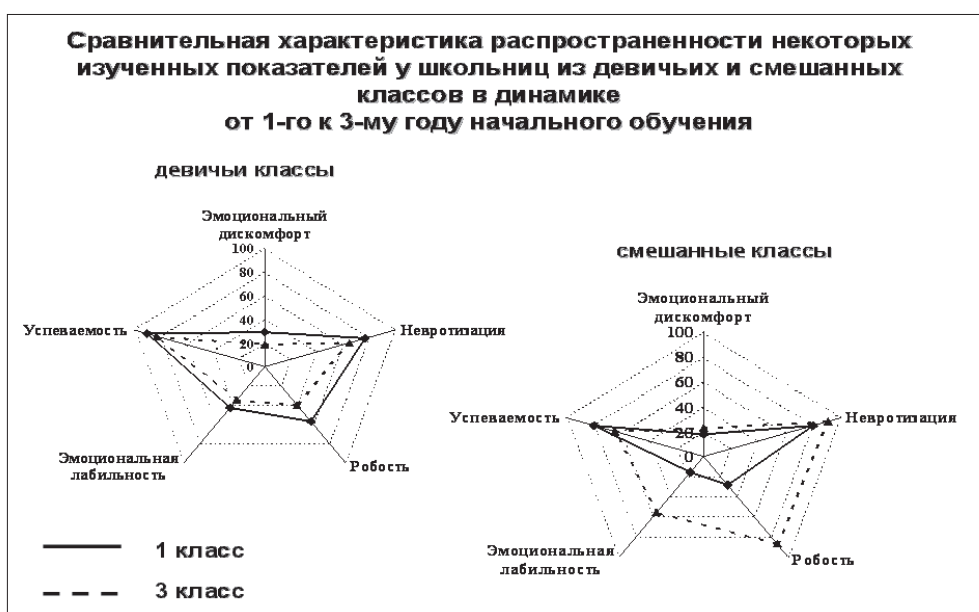 Сравнительная характеристика распространенности некоторых
изученных показателей у школьниц из девичьих и смешанных
классов в динамике
от 1-го к 3-му году начального обучения
девичьи классы
Эмоциональный
дискомфорт
100
80
60
40
20
0
Успеваемость
Невротизация
Эмоциональная
лабильность
Робость
смешанные классы
Эмоциональный
дискомфорт
100
80
60
40
20
0
Успеваемость
Невротизация
Эмоциональная
лабильность
Робость
1 класс
3 класс